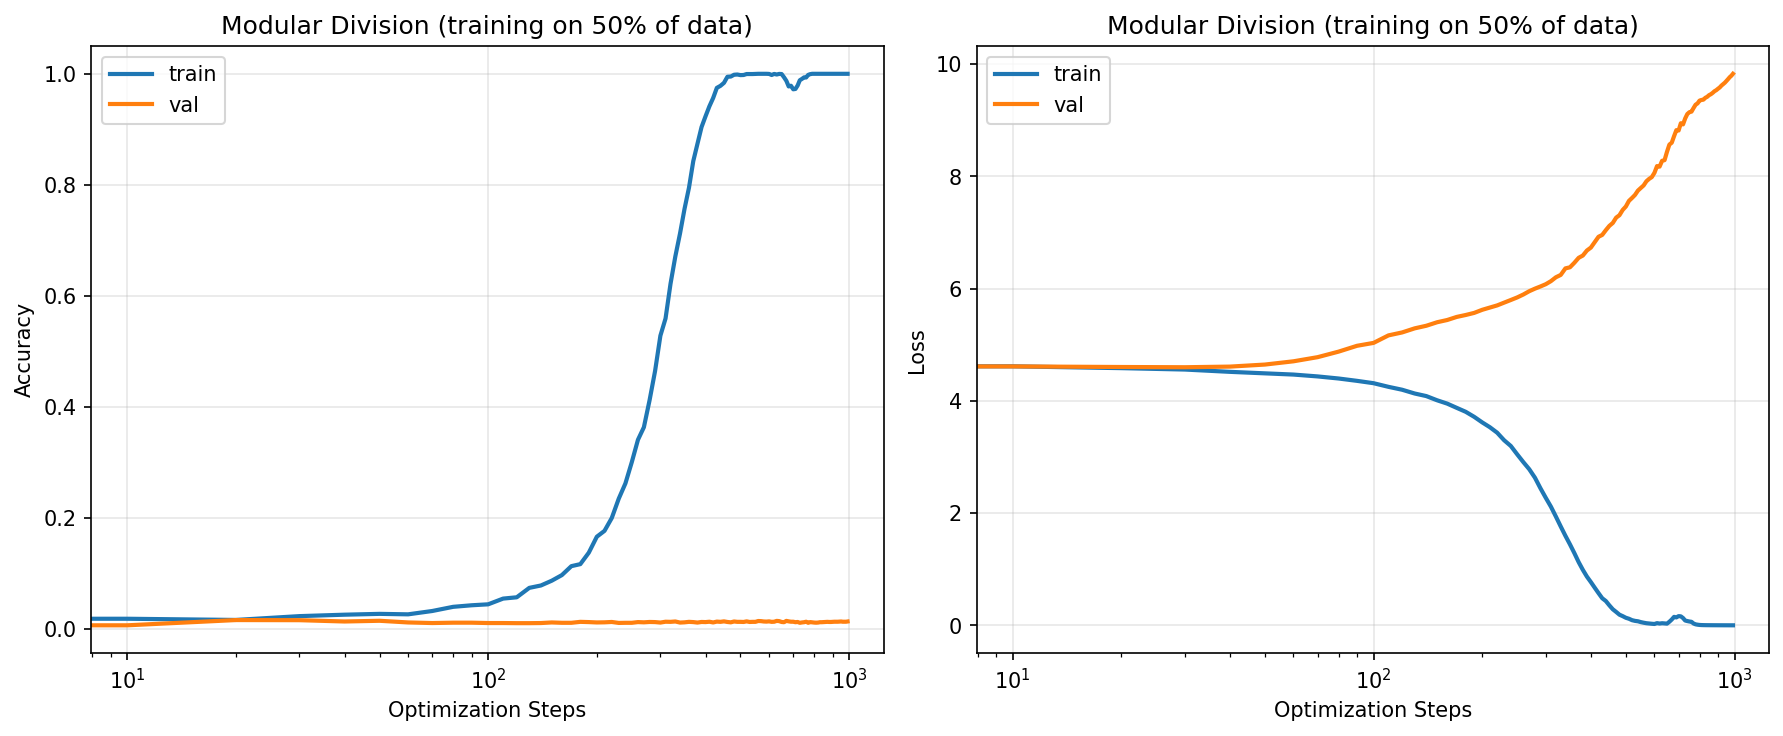 Modular Division (training on 50% of data)
train
val
1.0
0.8
0.6
0.4
0.2
0.0
Accuracy
10¹
10²
10³
Optimization Steps
Modular Division (training on 50% of data)
train
val
10
8
6
4
2
0
Loss
10¹
10²
10³
Optimization Steps